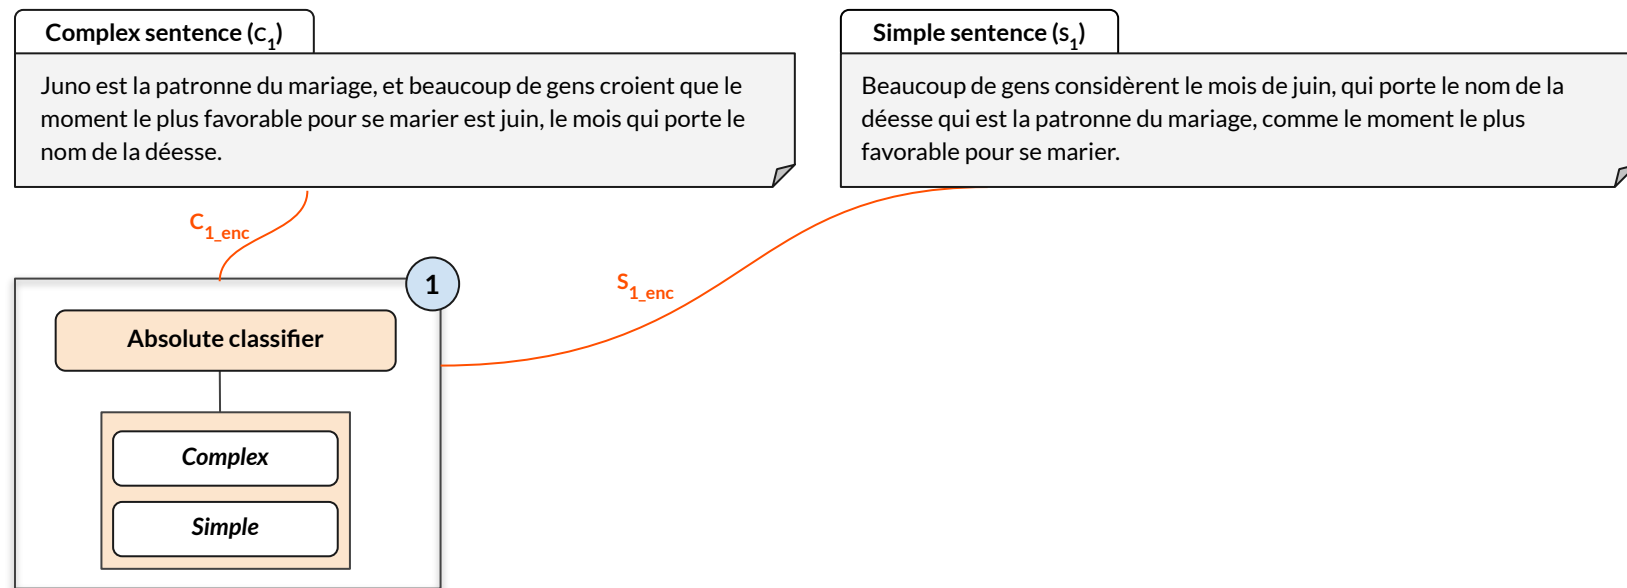 Complex sentence (C1)
Juno est la patronne du mariage, et beaucoup de gens croient que le
moment le plus favorable pour se marier est juin, le mois qui porte le
nom de la déesse.
Simple sentence (S1)
Beaucoup de gens considèrent le mois de juin, qui porte le nom de la
déesse qui est la patronne du mariage, comme le moment le plus
favorable pour se marier.
C1_enc
S1_enc
1
Absolute classifier
Complex
Simple